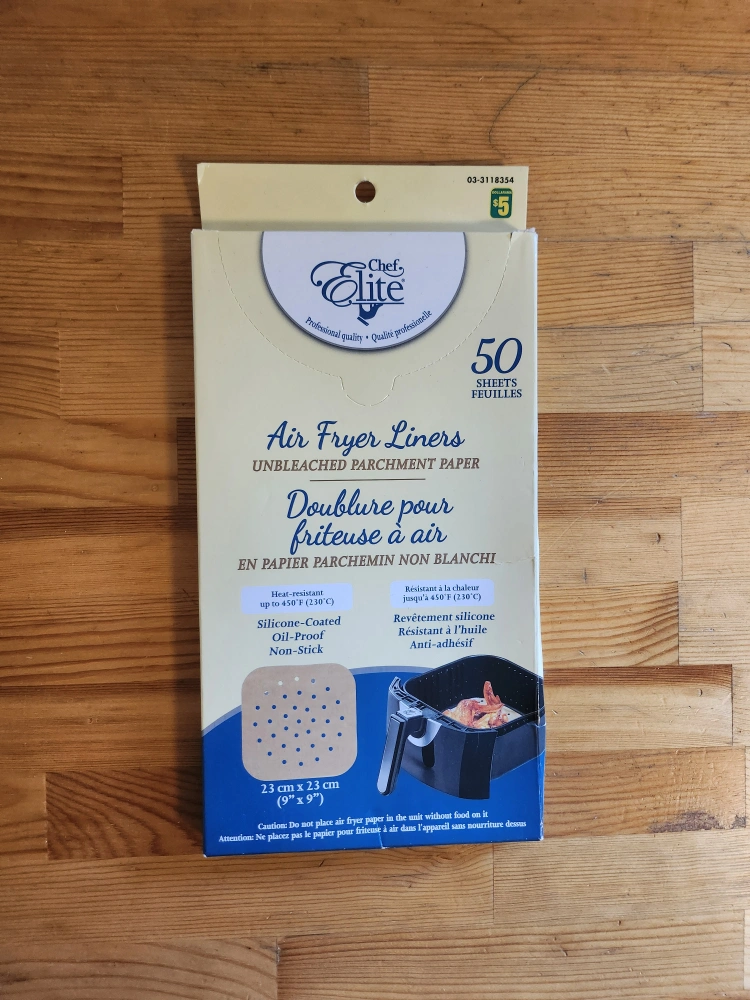 03-3118354
DOLLARAMA
$5
Chef
Elite®
Professional quality • Qualité professionelle
50
SHEETS
FEUILLES
Air Fryer Liners
UNBLEACHED PARCHMENT PAPER
Doublure pour
friteuse à air
EN PAPIER PARCHEMIN NON BLANCHI
Heat-resistant
up to 450°F (230°C)
Silicone-Coated
Oil-Proof
Non-Stick
Résistant à la chaleur
jusqu'à 450°F (230°C)
Revêtement silicone
Résistant à l'huile
Anti-adhésif
23 cm x 23 cm
(9" x 9")
Caution: Do not place air fryer paper in the unit without food on it
Attention: Ne placez pas le papier pour friteuse à air dans l'appareil sans nourriture dessus